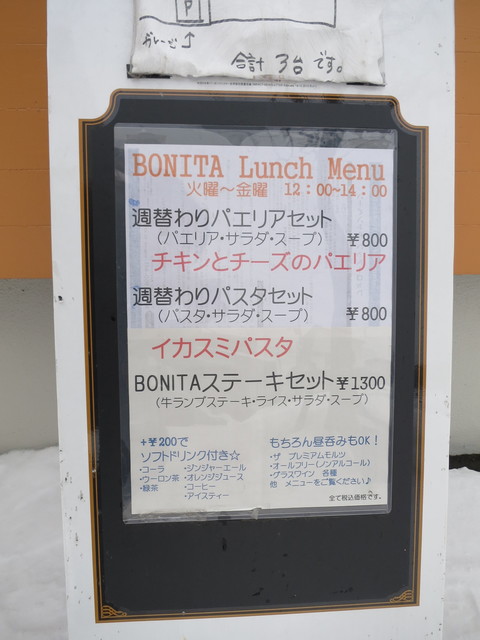 P
合計 3台です。
BONITA Lunch Menu
火曜～金曜 12:00~14:00
週替わりパエリアセット
(パエリア・サラダ・スープ) ¥800
チキンとチーズのパエリア
週替わりパスタセット
(パスタ・サラダ・スープ) ¥800
イカスミパスタ
BONITAステーキセット ¥1300
(牛ランプステーキ・ライス・サラダ・スープ)
+¥200で
ソフトドリンク付き☆
・コーラ ・ジンジャーエール
・ウーロン茶 ・オレンジジュース
・緑茶 ・コーヒー
・アイスティー
もちろん昼呑みもOK!
・ザ プレミアムモルツ
・オールフリー(ノンアルコール)
・グラスワイン 各種
他 メニューをご覧ください♪
全て税込価格です。